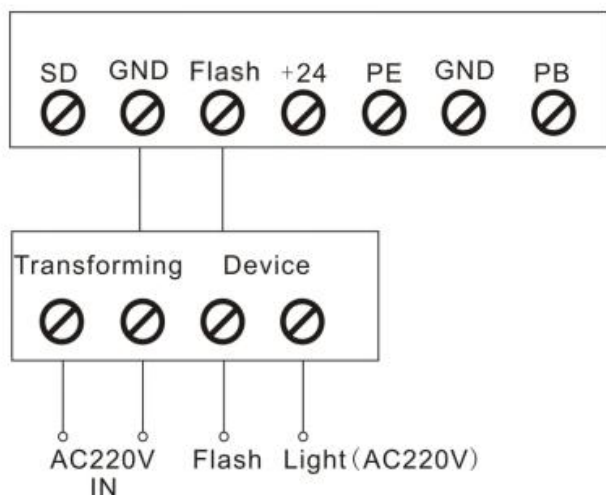 SD GND Flash +24 PE GND PB
Transforming Device
AC220V Flash Light(AC220V)
IN